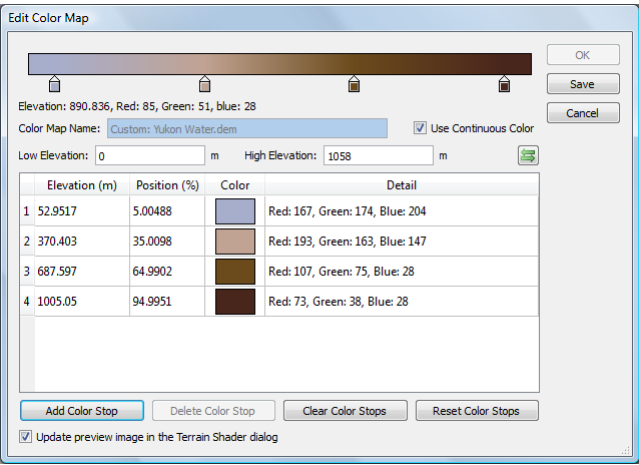 Edit Color Map
OK
Save
Cancel
Elevation: 890.836, Red: 85, Green: 51, blue: 28
Color Map Name: Custom: Yukon Water.dem Use Continuous Color
Low Elevation: 0 m High Elevation: 1058 m
Elevation (m) Position (%) Color Detail
1 52.9517 5.00488 Red: 167, Green: 174, Blue: 204
2 370.403 35.0098 Red: 193, Green: 163, Blue: 147
3 687.597 64.9902 Red: 107, Green: 75, Blue: 28
4 1005.05 94.9951 Red: 73, Green: 38, Blue: 28
Add Color Stop Delete Color Stop Clear Color Stops Reset Color Stops
Update preview image in the Terrain Shader dialog